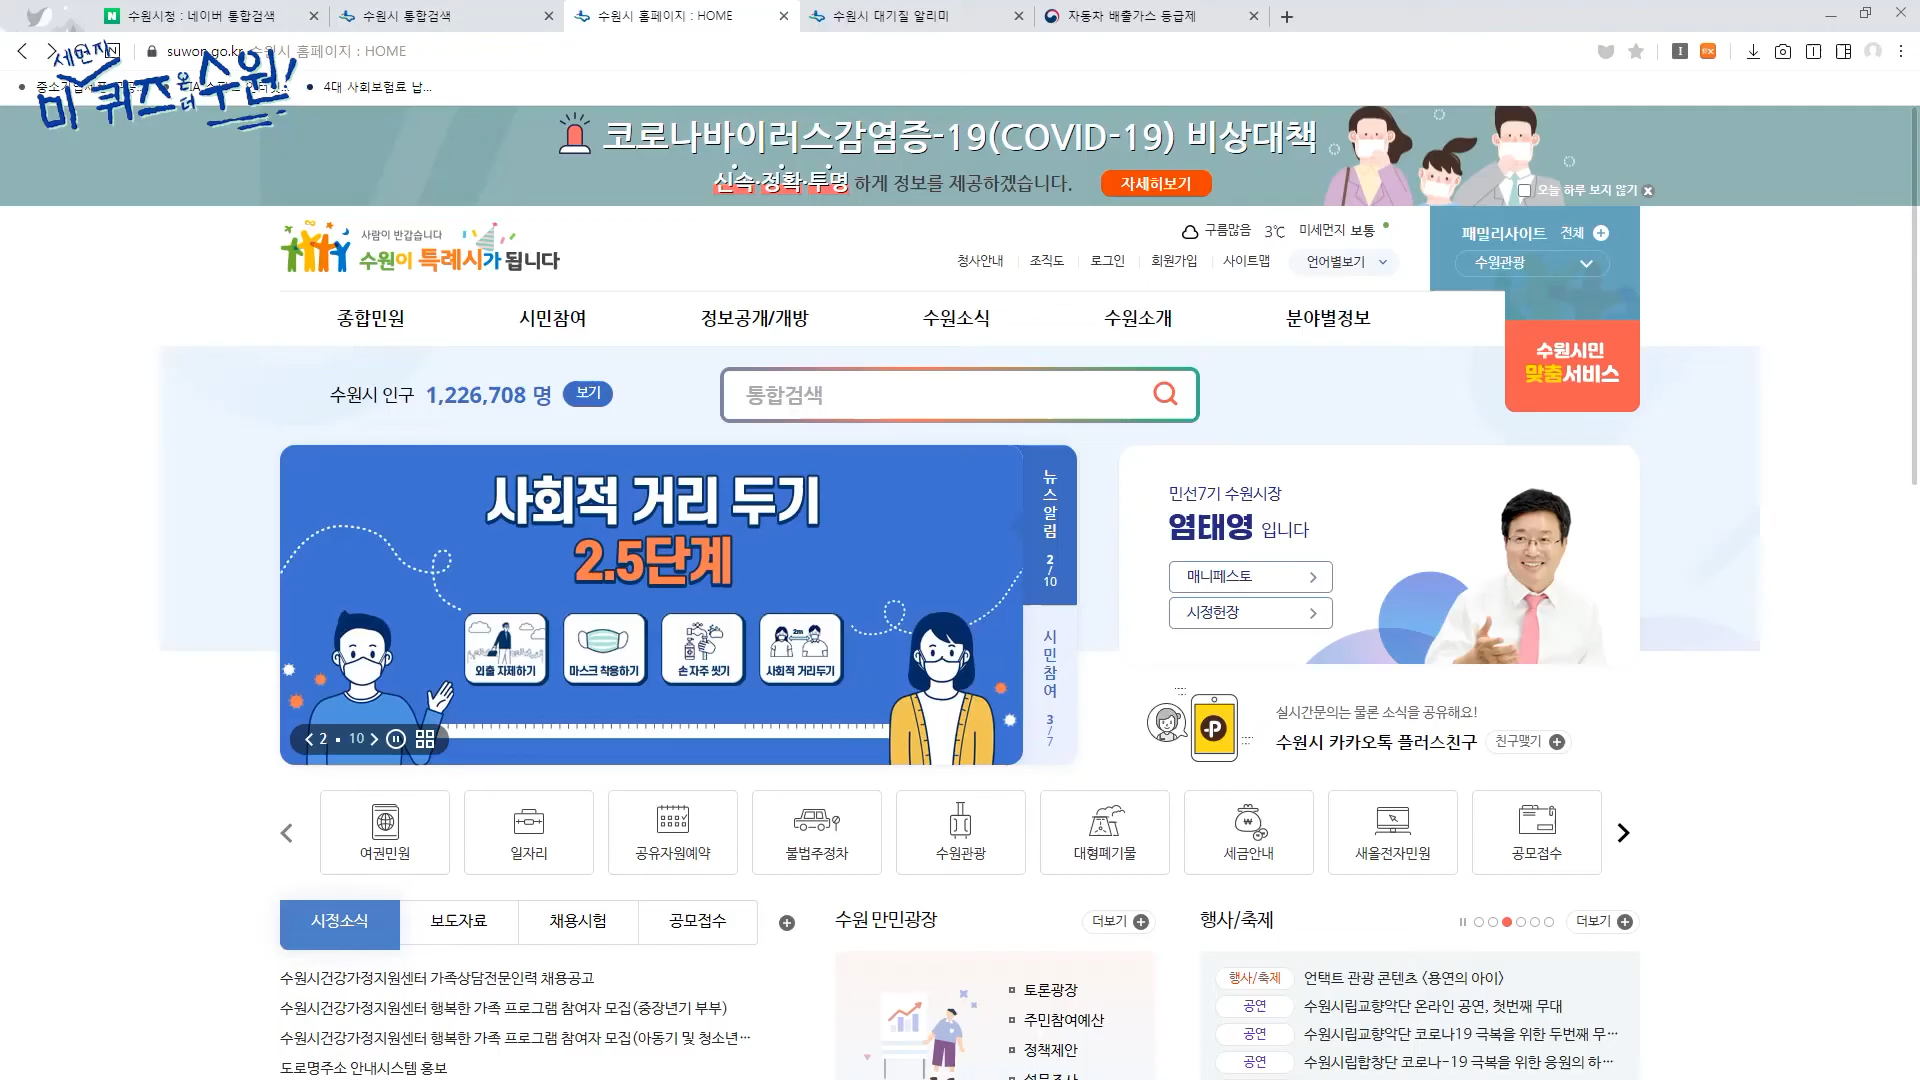 수원시청 : 네이버 통합검색
수원시 통합검색
수원시 홈페이지 : HOME
수원시 대기질 알리미
자동차 배출가스 등급제
suwon.go.kr 수원시 홈페이지 : HOME
세먼지
미 퀴즈 온 더 수원!
4대 사회보험료 납...
코로나바이러스감염증-19(COVID-19) 비상대책
신속·정확·투명 하게 정보를 제공하겠습니다. 자세히보기
오늘 하루 보지 않기
사람이 반갑습니다
수원이 특례시가 됩니다
구름많음 3℃ 미세먼지 보통
청사안내 조직도 로그인 회원가입 사이트맵 언어별보기
패밀리사이트 전체
수원관광
종합민원 시민참여 정보공개/개방 수원소식 수원소개 분야별정보
수원시민
맞춤서비스
수원시 인구 1,226,708 명 보기
통합검색
사회적 거리 두기
2.5단계
외출 자제하기 마스크 착용하기 손 자주 씻기 2m 사회적 거리두기
2 10
뉴스알림
2/10
시민참여
3/7
민선7기 수원시장
염태영 입니다
매니페스토
시정현장
실시간문의는 물론 소식을 공유해요!
수원시 카카오톡 플러스친구 친구맺기
여권민원 일자리 공유자원예약 불법주정차 수원관광 대형폐기물 세금안내 새올전자민원 공모접수
시정소식 보도자료 채용시험 공모접수
수원시건강가정지원센터 가족상담전문인력 채용공고
수원시건강가정지원센터 행복한 가족 프로그램 참여자 모집(중장년기 부부)
수원시건강가정지원센터 행복한 가족 프로그램 참여자 모집(아동기 및 청소년…
도로명주소 안내시스템 홍보
수원 만민광장 더보기
토론광장
주민참여예산
정책제안
설문조사
행사/축제 더보기
행사/축제 언택트 관광 콘텐츠 <용연의 아이>
공연 수원시립교향악단 온라인 공연, 첫번째 무대
공연 수원시립교향악단 코로나19 극복을 위한 두번째 무…
공연 수원시립합창단 코로나-19 극복을 위한 응원의 하…